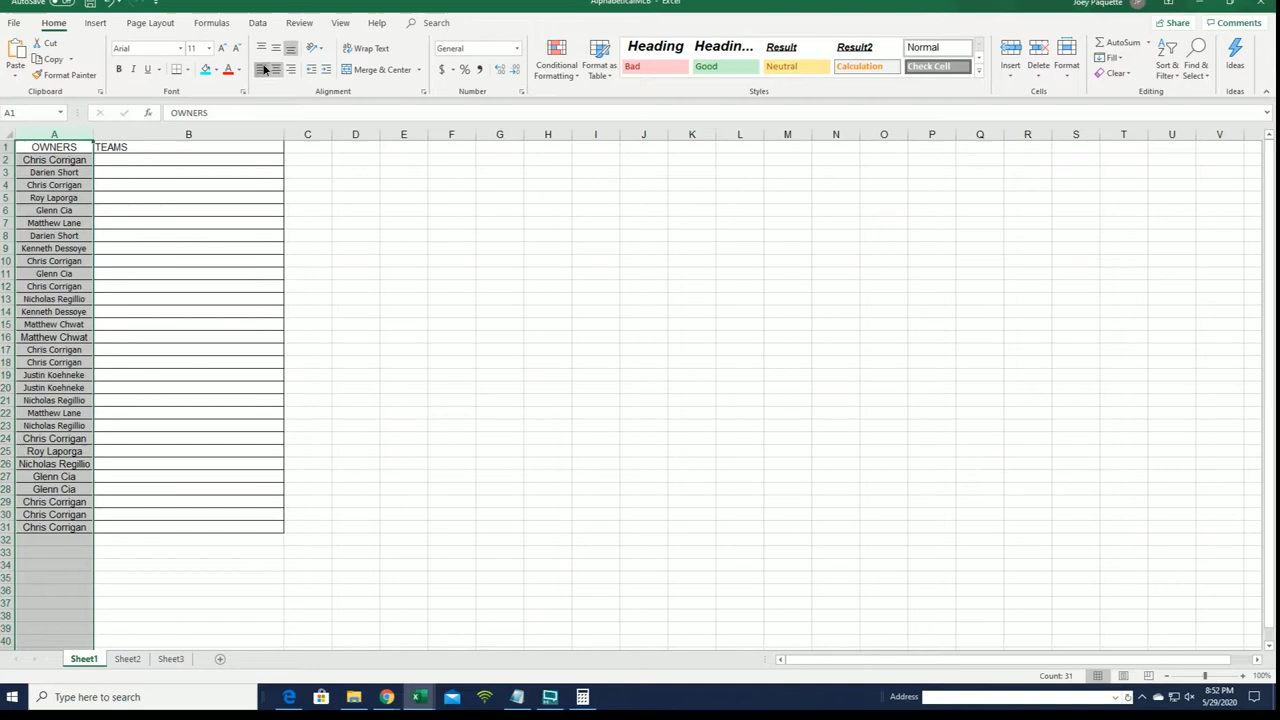 AutoSave Off AlphabeticalMLB - Excel Joey Paquette JP
File Home Insert Page Layout Formulas Data Review View Help Search Share Comments
Paste Cut Copy Format Painter Clipboard
Arial 11 A A B I U A Font
Wrap Text Merge & Center Alignment
General $ % Number
Conditional Formatting Format as Table
Heading Headin... Result Result2 Normal
Bad Good Neutral Calculation Check Cell
Styles
Insert Delete Format Cells
AutoSum Fill Clear Sort & Filter Find & Select Editing
Ideas Ideas
A1 fx OWNERS
A B C D E F G H I J K L M N O P Q R S T U V
1 OWNERS TEAMS
2 Chris Corrigan
3 Darien Short
4 Chris Corrigan
5 Roy Laporga
6 Glenn Cia
7 Matthew Lane
8 Darien Short
9 Kenneth Dessoye
10 Chris Corrigan
11 Glenn Cia
12 Chris Corrigan
13 Nicholas Regillio
14 Kenneth Dessoye
15 Matthew Chwat
16 Matthew Chwat
17 Chris Corrigan
18 Chris Corrigan
19 Justin Koehneke
20 Justin Koehneke
21 Nicholas Regillio
22 Matthew Lane
23 Nicholas Regillio
24 Chris Corrigan
25 Roy Laporga
26 Nicholas Regillio
27 Glenn Cia
28 Glenn Cia
29 Chris Corrigan
30 Chris Corrigan
31 Chris Corrigan
32
33
34
35
36
37
38
39
40
Sheet1 Sheet2 Sheet3
Count: 31 100%
Type here to search Address 8:52 PM
5/29/2020